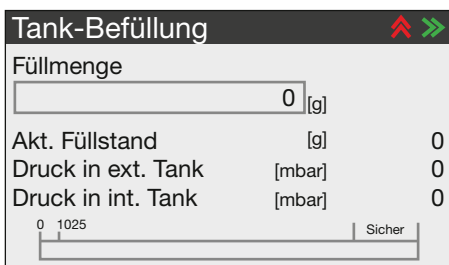 Tank-Befüllung
Füllmenge
0 [g]
Akt. Füllstand [g] 0
Druck in ext. Tank [mbar] 0
Druck in int. Tank [mbar] 0
0 1025 Sicher